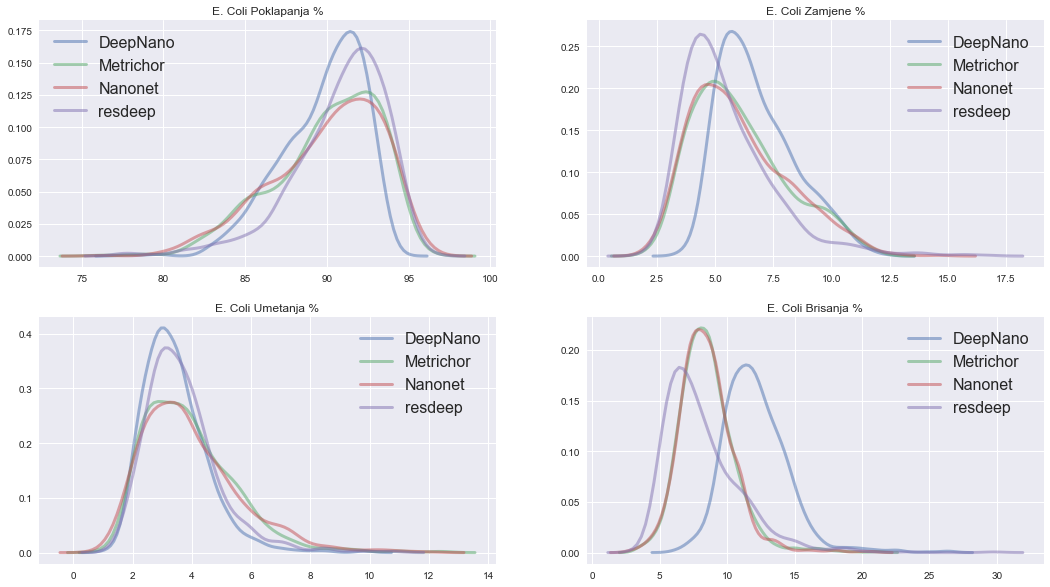 E. Coli Poklapanja %
0.175
0.150
0.125
0.100
0.075
0.050
0.025
0.000
75 80 85 90 95 100
DeepNano
Metrichor
Nanonet
resdeep
E. Coli Zamjene %
0.25
0.20
0.15
0.10
0.05
0.00
0.0 2.5 5.0 7.5 10.0 12.5 15.0 17.5
DeepNano
Metrichor
Nanonet
resdeep
E. Coli Umetanja %
0.4
0.3
0.2
0.1
0.0
0 2 4 6 8 10 12 14
DeepNano
Metrichor
Nanonet
resdeep
E. Coli Brisanja %
0.20
0.15
0.10
0.05
0.00
0 5 10 15 20 25 30
DeepNano
Metrichor
Nanonet
resdeep